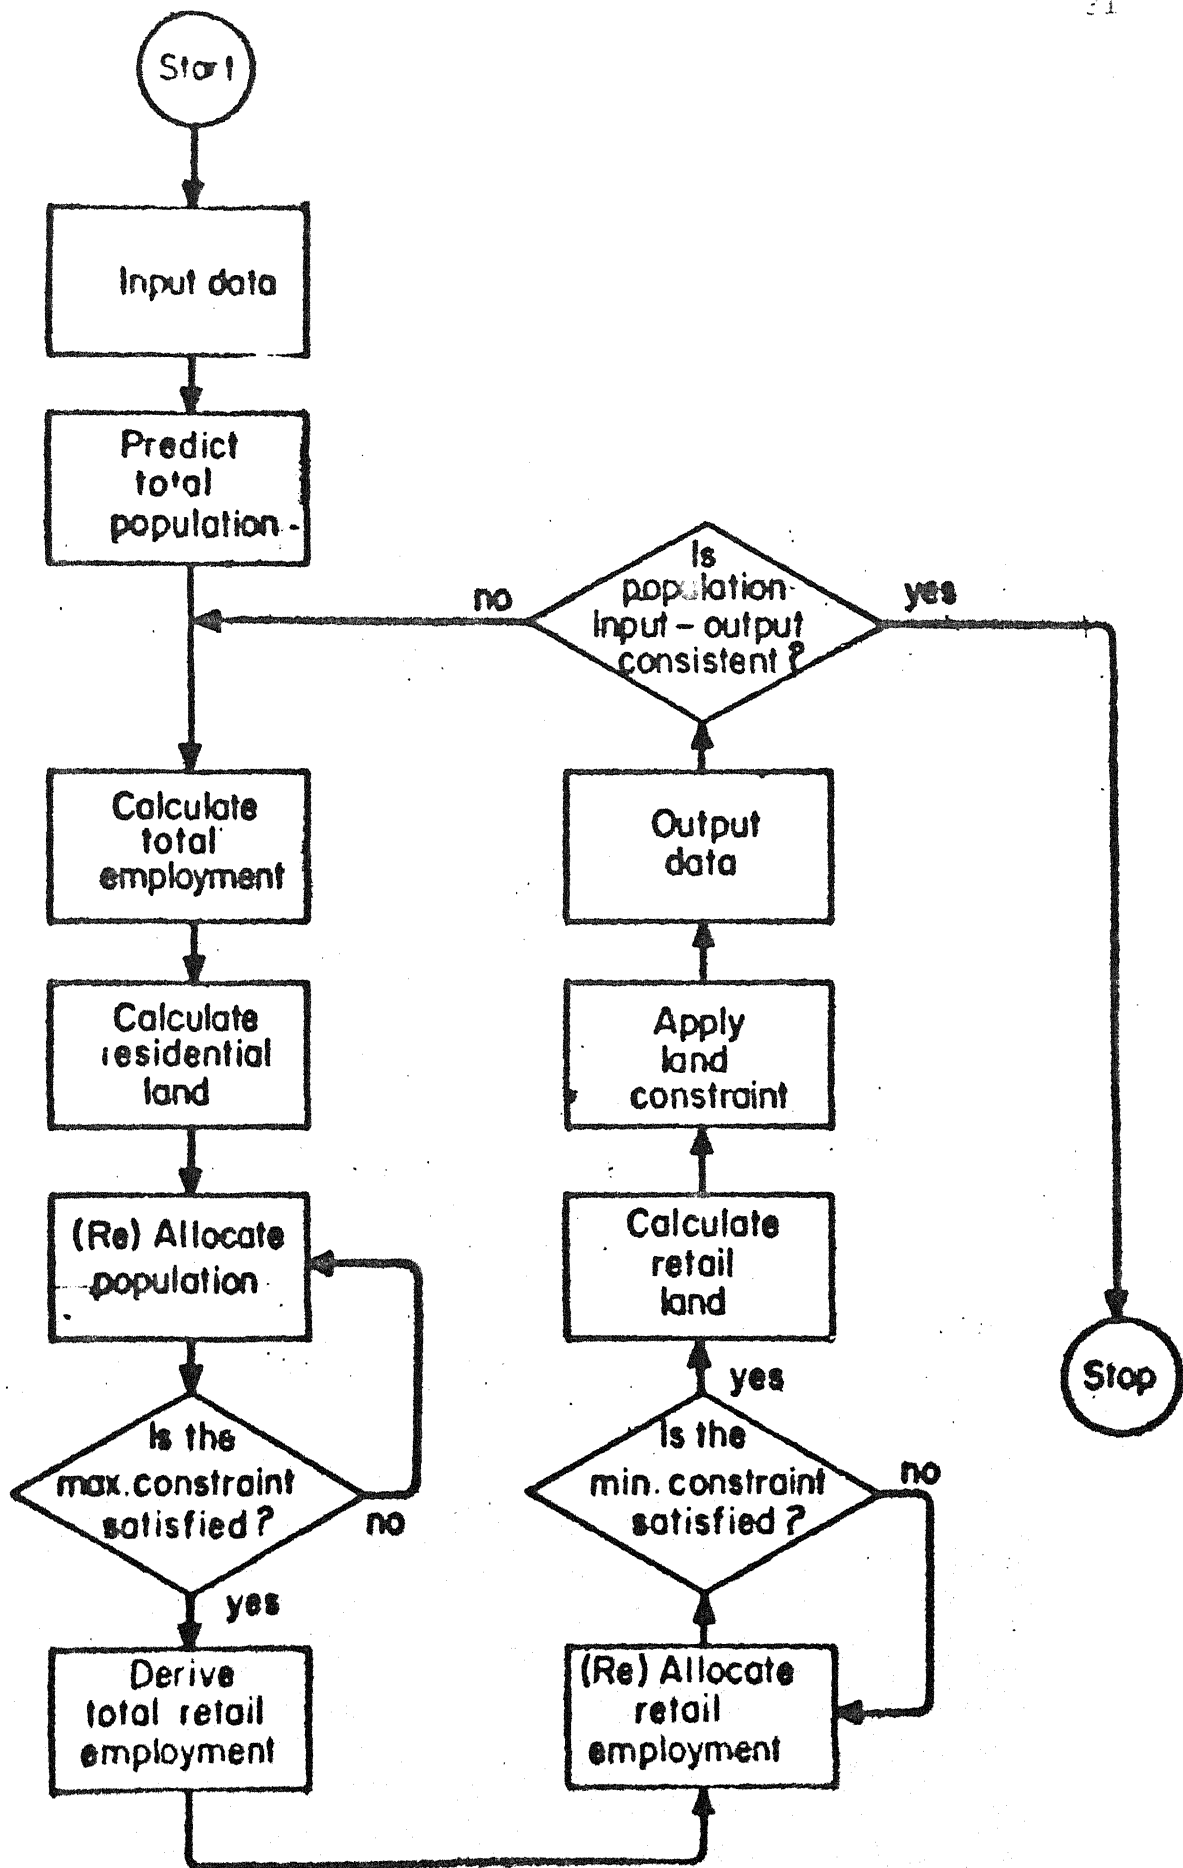 Start
Input data
Predict
total
population
Calculate
total
employment
Calculate
residential
land
(Re) Allocate
population
Is the
max. constraint
satisfied ?
no
yes
Derive
total retail
employment
(Re) Allocate
retail
employment
Is the
min. constraint
satisfied ?
no
yes
Calculate
retail
land
Apply
land
constraint
Output
data
Is
population
Input - output
consistent ?
no
yes
Stop